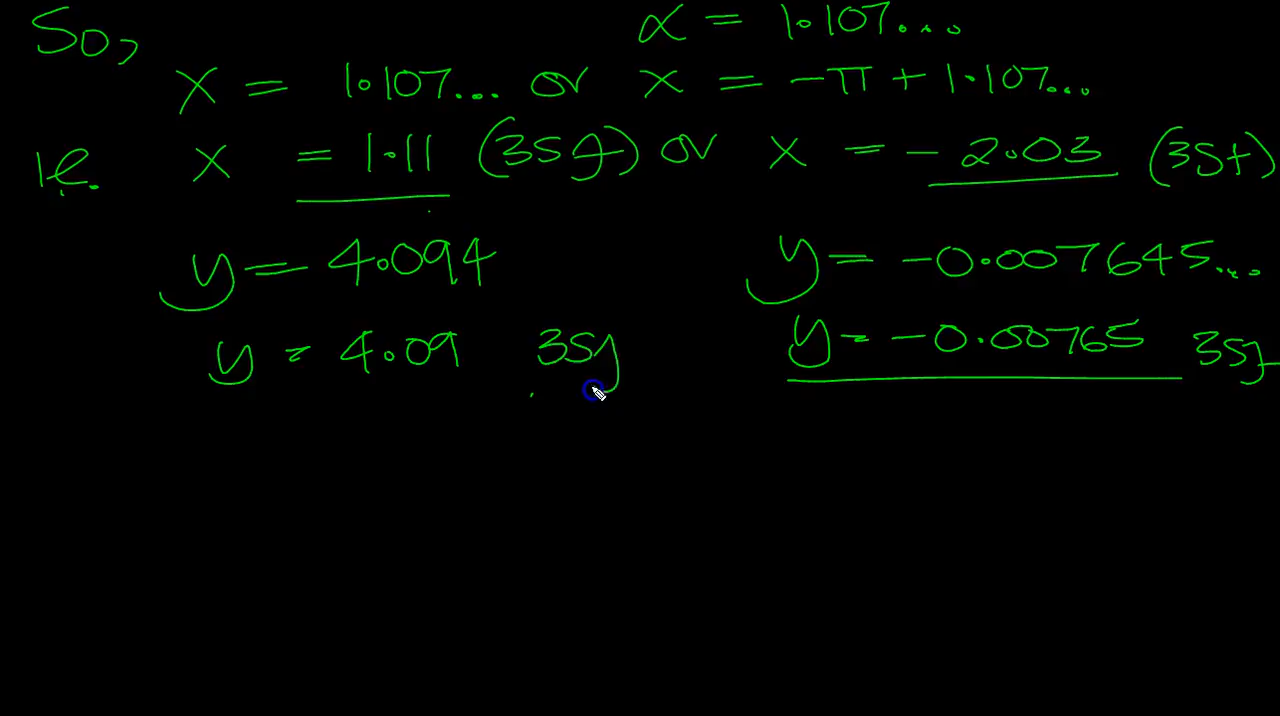 So, α = 1.107...
x = 1.107... or x = -π + 1.107...
ie. x = 1.11 (3sf) or x = -2.03 (3sf)
y = 4.094 y = -0.007645...
y = 4.09 3sf y = -0.00765 3sf